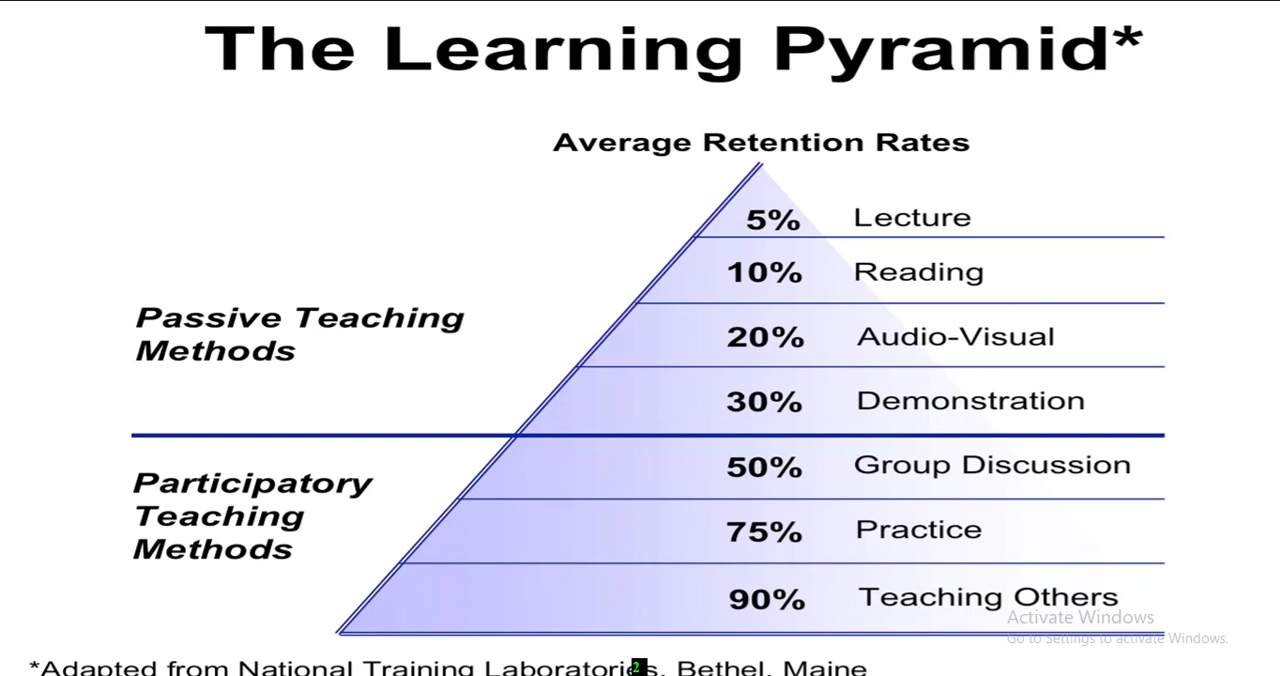 The Learning Pyramid*
Average Retention Rates
5% Lecture
10% Reading
20% Audio-Visual
30% Demonstration
Passive Teaching
Methods
50% Group Discussion
75% Practice
90% Teaching Others
Participatory
Teaching
Methods
Activate Windows
Go to Settings to activate Windows.
*Adapted from National Training Laboratories, Bethel, Maine
2